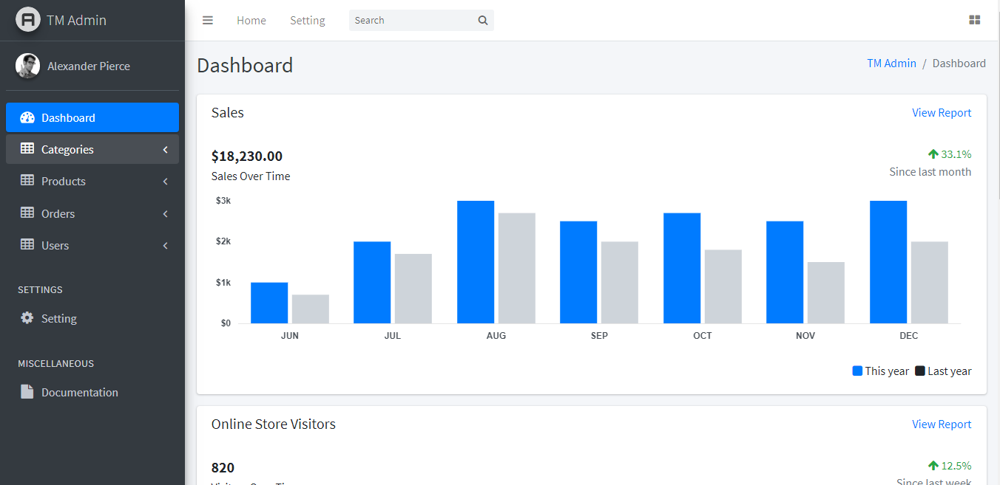 TM Admin
Alexander Pierce
Dashboard
Categories
Products
Orders
Users
SETTINGS
Setting
MISCELLANEOUS
Documentation
Home Setting Search
Dashboard
TM Admin / Dashboard
Sales
View Report
$18,230.00
Sales Over Time
33.1%
Since last month
$3k
$2k
$1k
$0
JUN JUL AUG SEP OCT NOV DEC
This year Last year
Online Store Visitors
View Report
820
Visitors Over Time
12.5%
Since last week